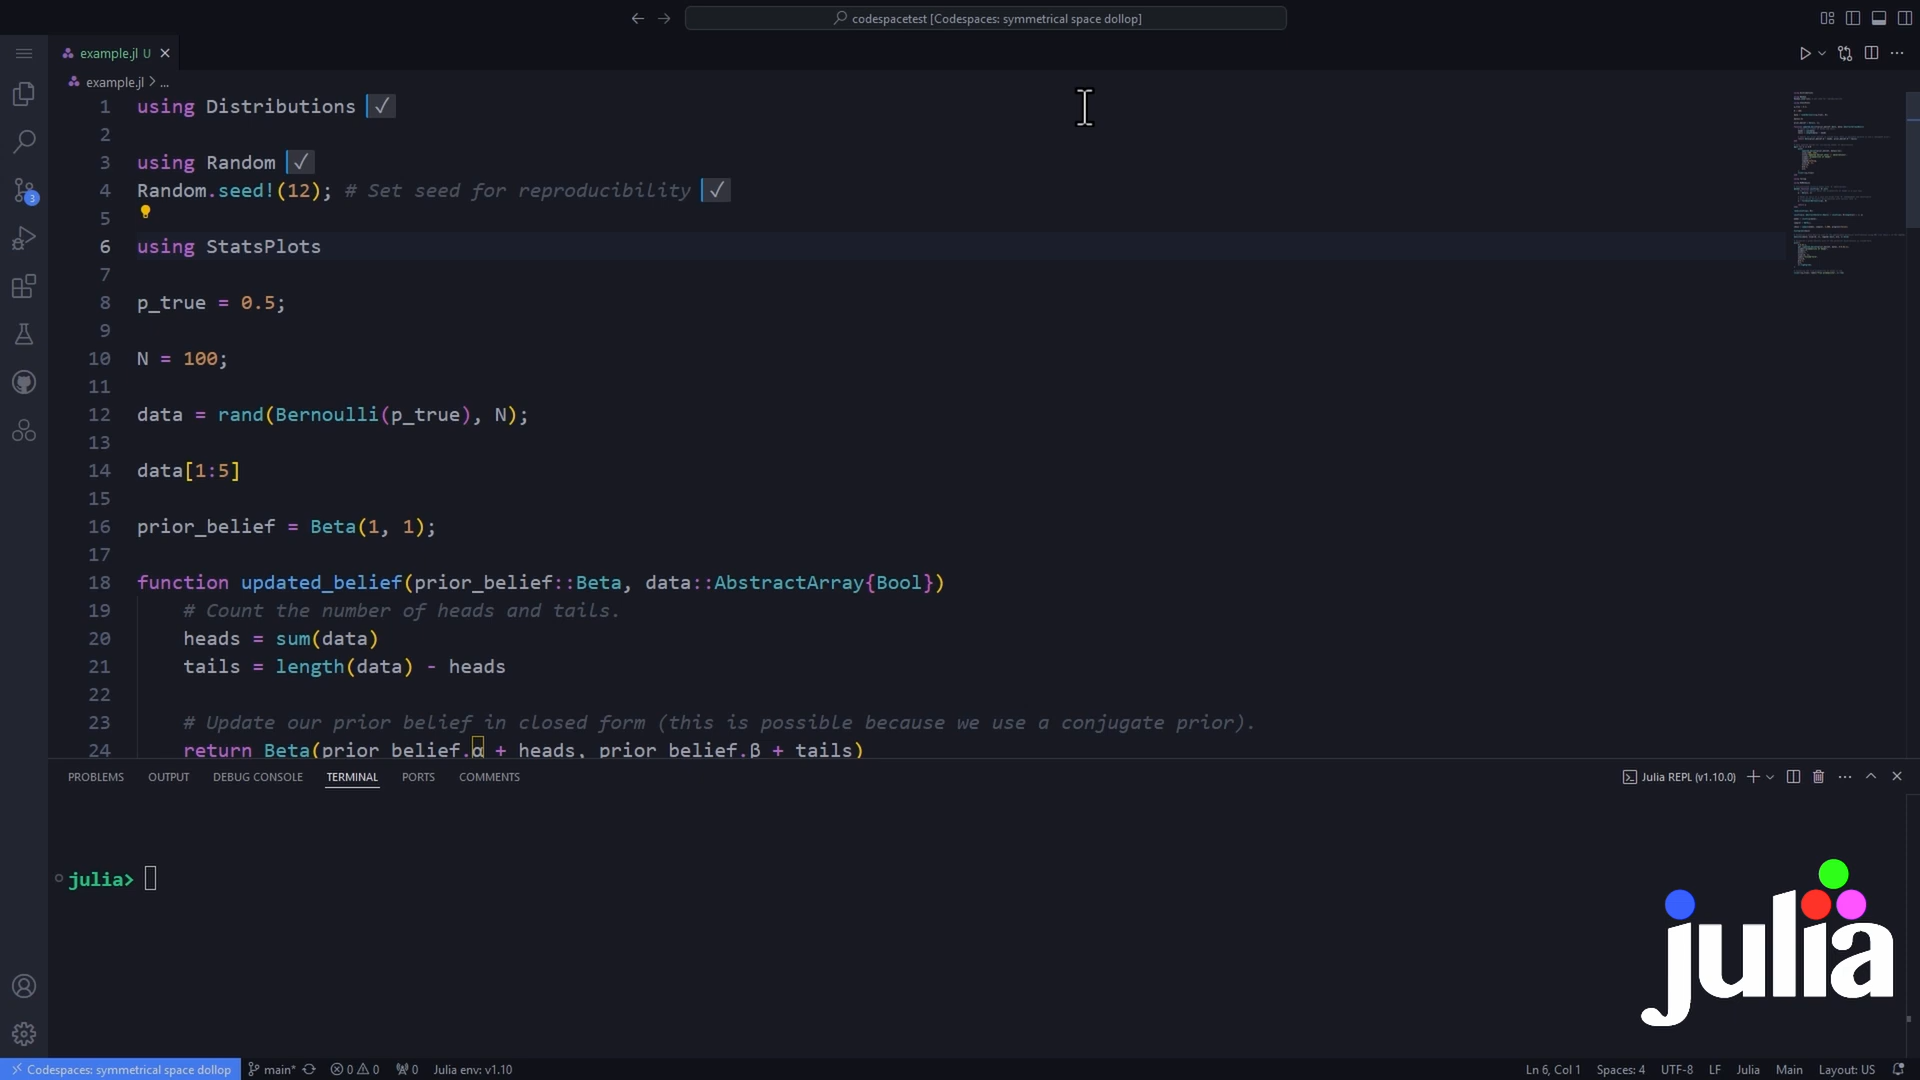 codespacetest [Codespaces: symmetrical space dollop]
example.jl U
example.jl > ...
1 using Distributions ✓
2
3 using Random ✓
4 Random.seed!(12); # Set seed for reproducibility ✓
5
6 using StatsPlots
7
8 p_true = 0.5;
9
10 N = 100;
11
12 data = rand(Bernoulli(p_true), N);
13
14 data[1:5]
15
16 prior_belief = Beta(1, 1);
17
18 function updated_belief(prior_belief::Beta, data::AbstractArray{Bool})
19 # Count the number of heads and tails.
20 heads = sum(data)
21 tails = length(data) - heads
22
23 # Update our prior belief in closed form (this is possible because we use a conjugate prior).
24 return Beta(prior_belief.α + heads, prior_belief.β + tails)
3
PROBLEMS OUTPUT DEBUG CONSOLE TERMINAL PORTS COMMENTS Julia REPL (v1.10.0)
julia>
julia
Codespaces: symmetrical space dollop main* 0 0 0 Julia env: v1.10 Ln 6, Col 1 Spaces: 4 UTF-8 LF Julia Main Layout: US